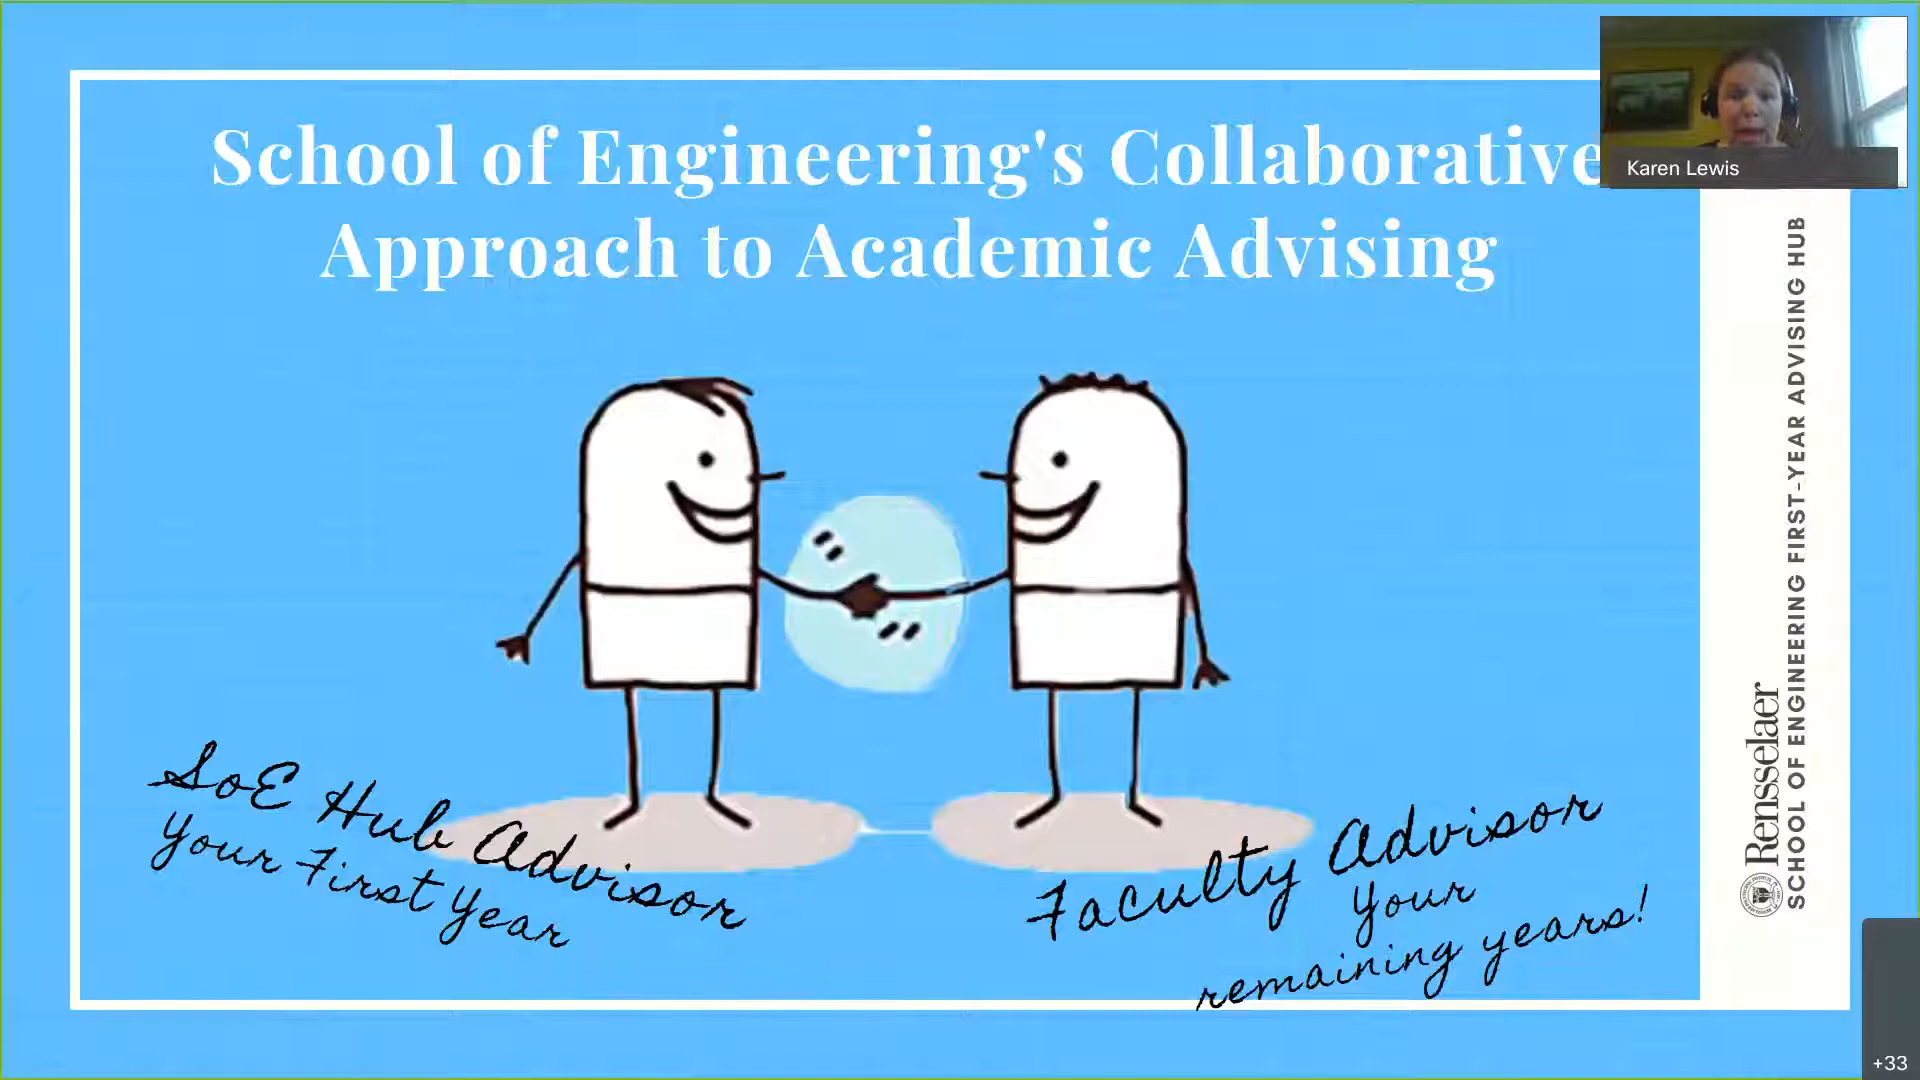 School of Engineering's Collaborative
Approach to Academic Advising
Karen Lewis
SoE Hub Advisor
Your First Year
Faculty Advisor
Your
remaining years!
Rensselaer
SCHOOL OF ENGINEERING FIRST-YEAR ADVISING HUB
+33